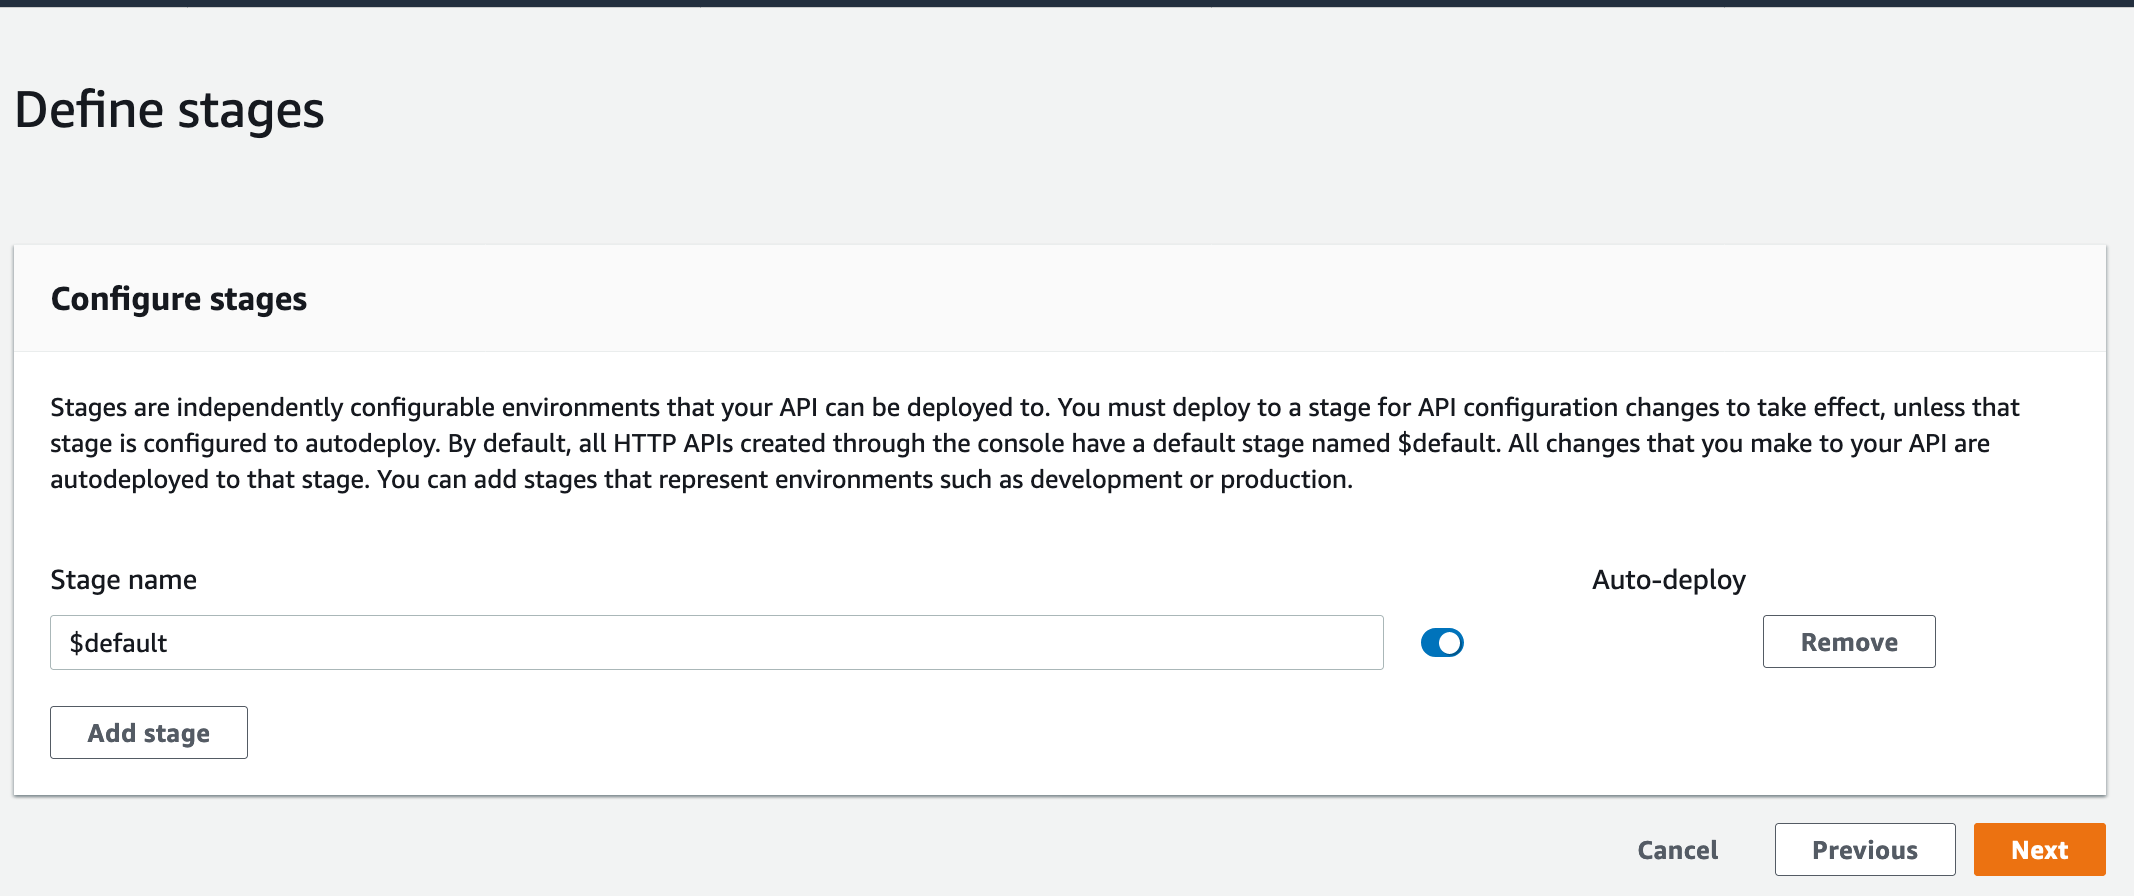 Define stages
Configure stages
Stages are independently configurable environments that your API can be deployed to. You must deploy to a stage for API configuration changes to take effect, unless that
stage is configured to autodeploy. By default, all HTTP APIs created through the console have a default stage named $default. All changes that you make to your API are
autodeployed to that stage. You can add stages that represent environments such as development or production.
Stage name Auto-deploy
$default Remove
Add stage
Cancel Previous Next